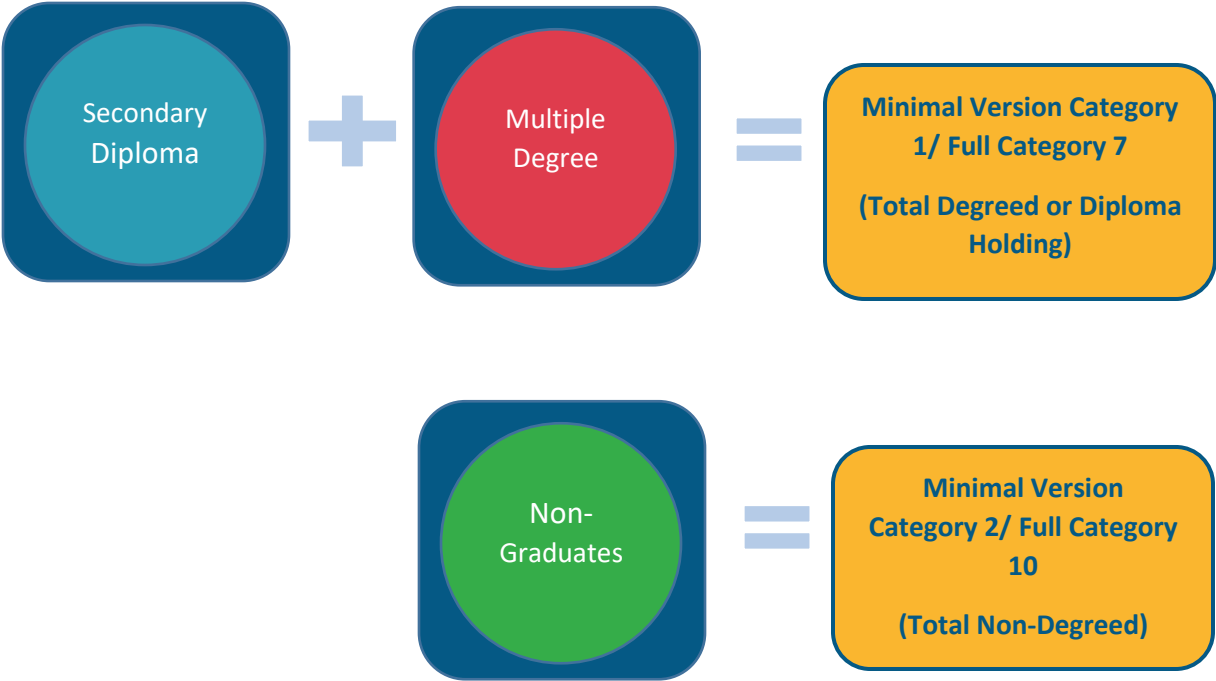 Secondary
Diploma
Multiple
Degree
Minimal Version Category
1/ Full Category 7
(Total Degreed or Diploma
Holding)
Non-
Graduates
Minimal Version
Category 2/ Full Category
10
(Total Non-Degreed)